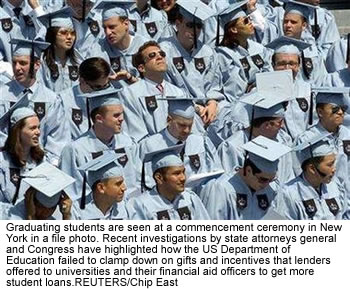 Graduating students are seen at a commencement ceremony in New
York in a file photo. Recent investigations by state attorneys general
and Congress have highlighted how the US Department of
Education failed to clamp down on gifts and incentives that lenders
offered to universities and their financial aid officers to get more
student loans.REUTERS/Chip East